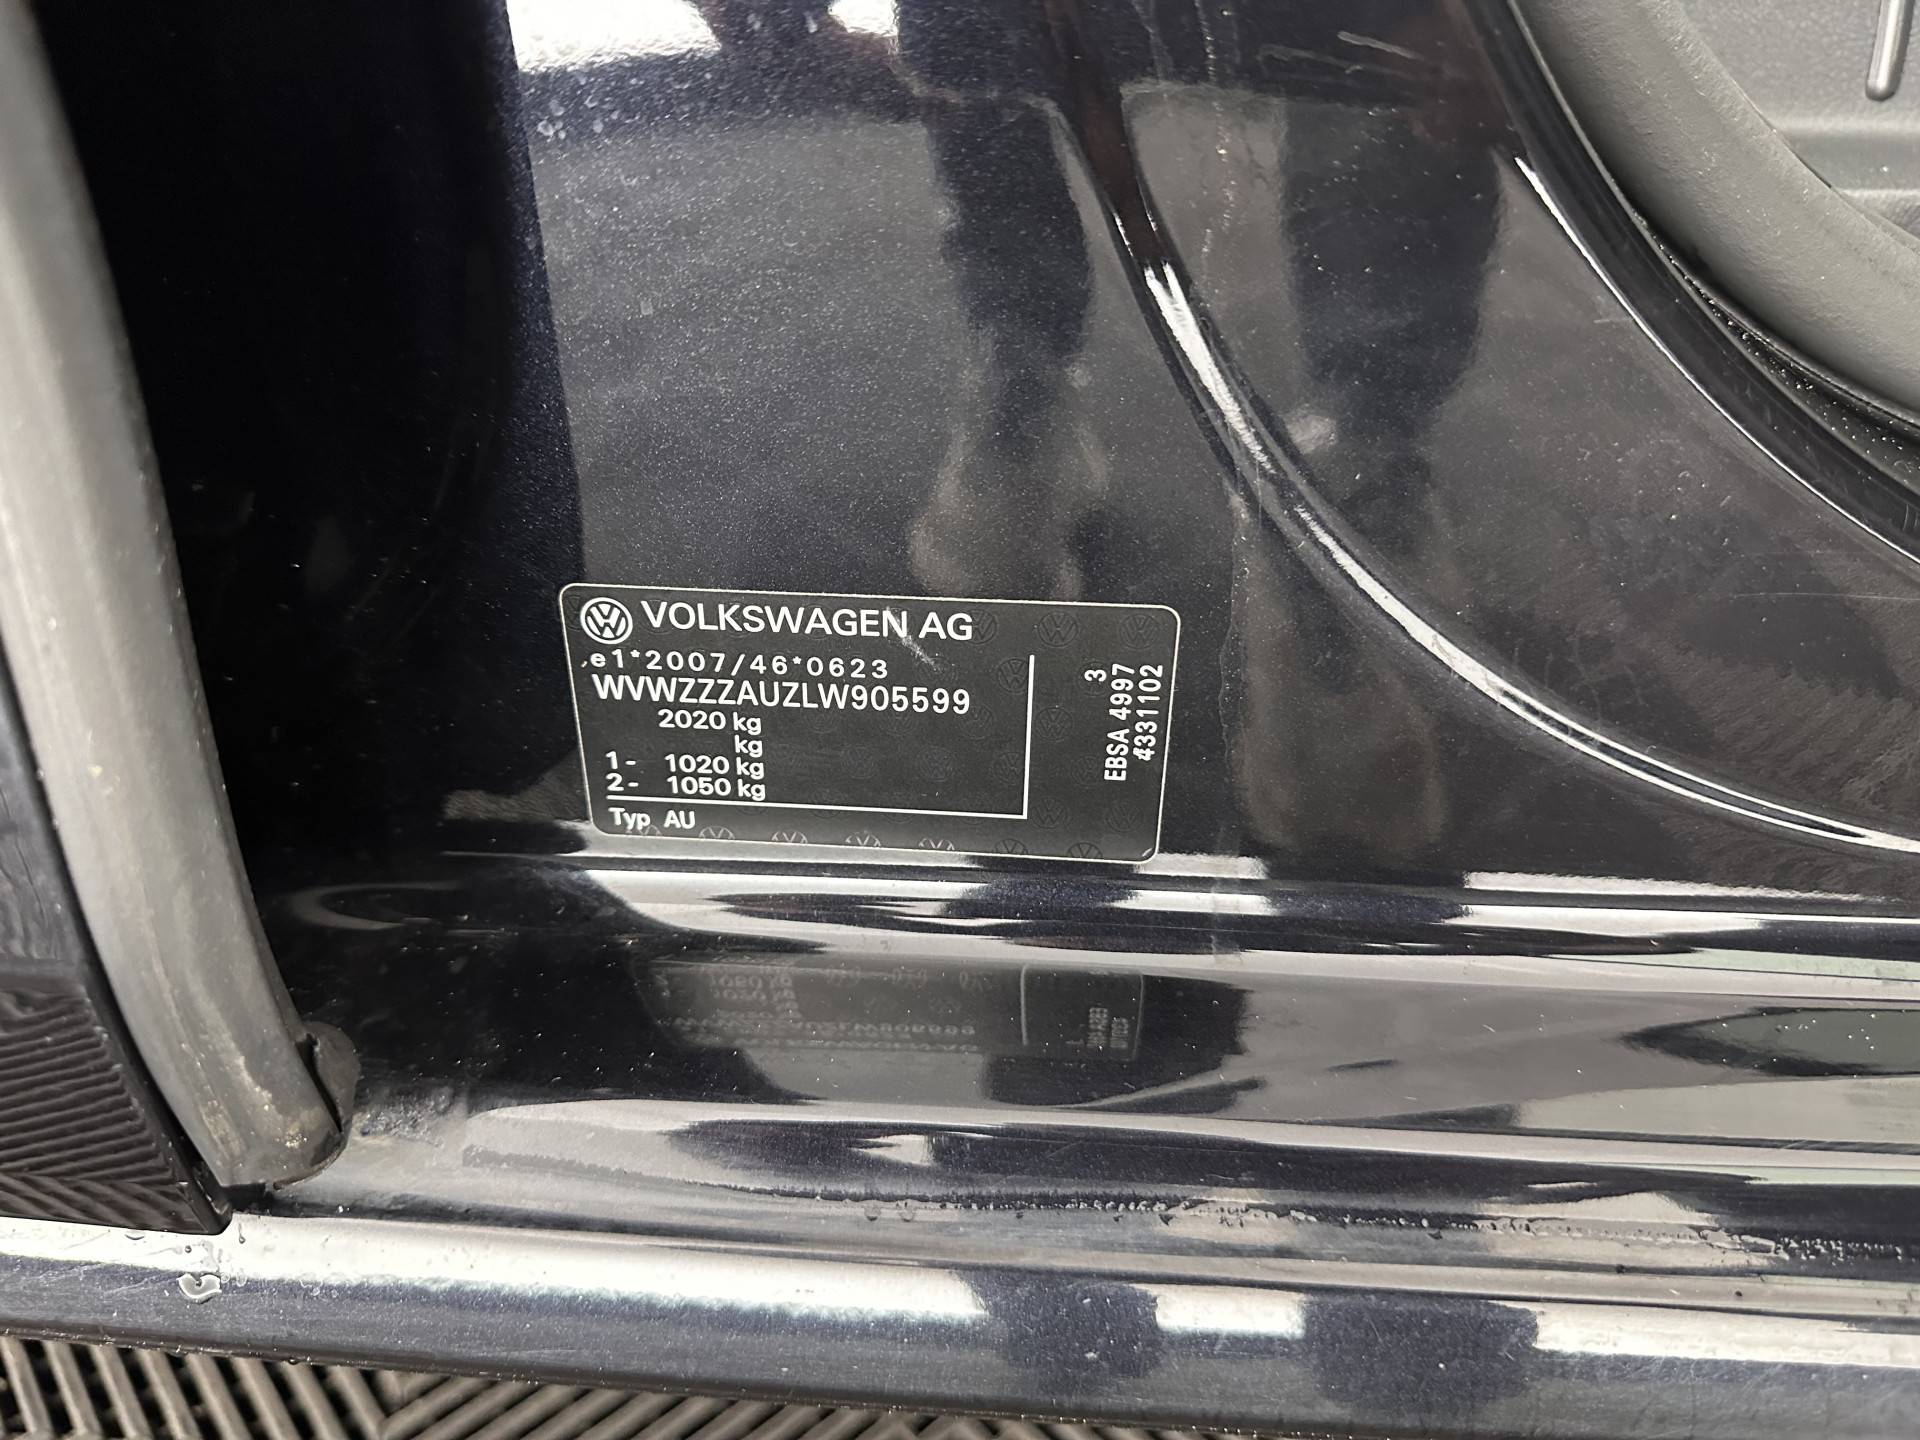 VOLKSWAGEN AG
e1*2007/46*0623
WVWZZZAUZLW905599
2020 kg
kg
1- 1020 kg
2- 1050 kg
Typ AU
3
EBSA 4997
4331102